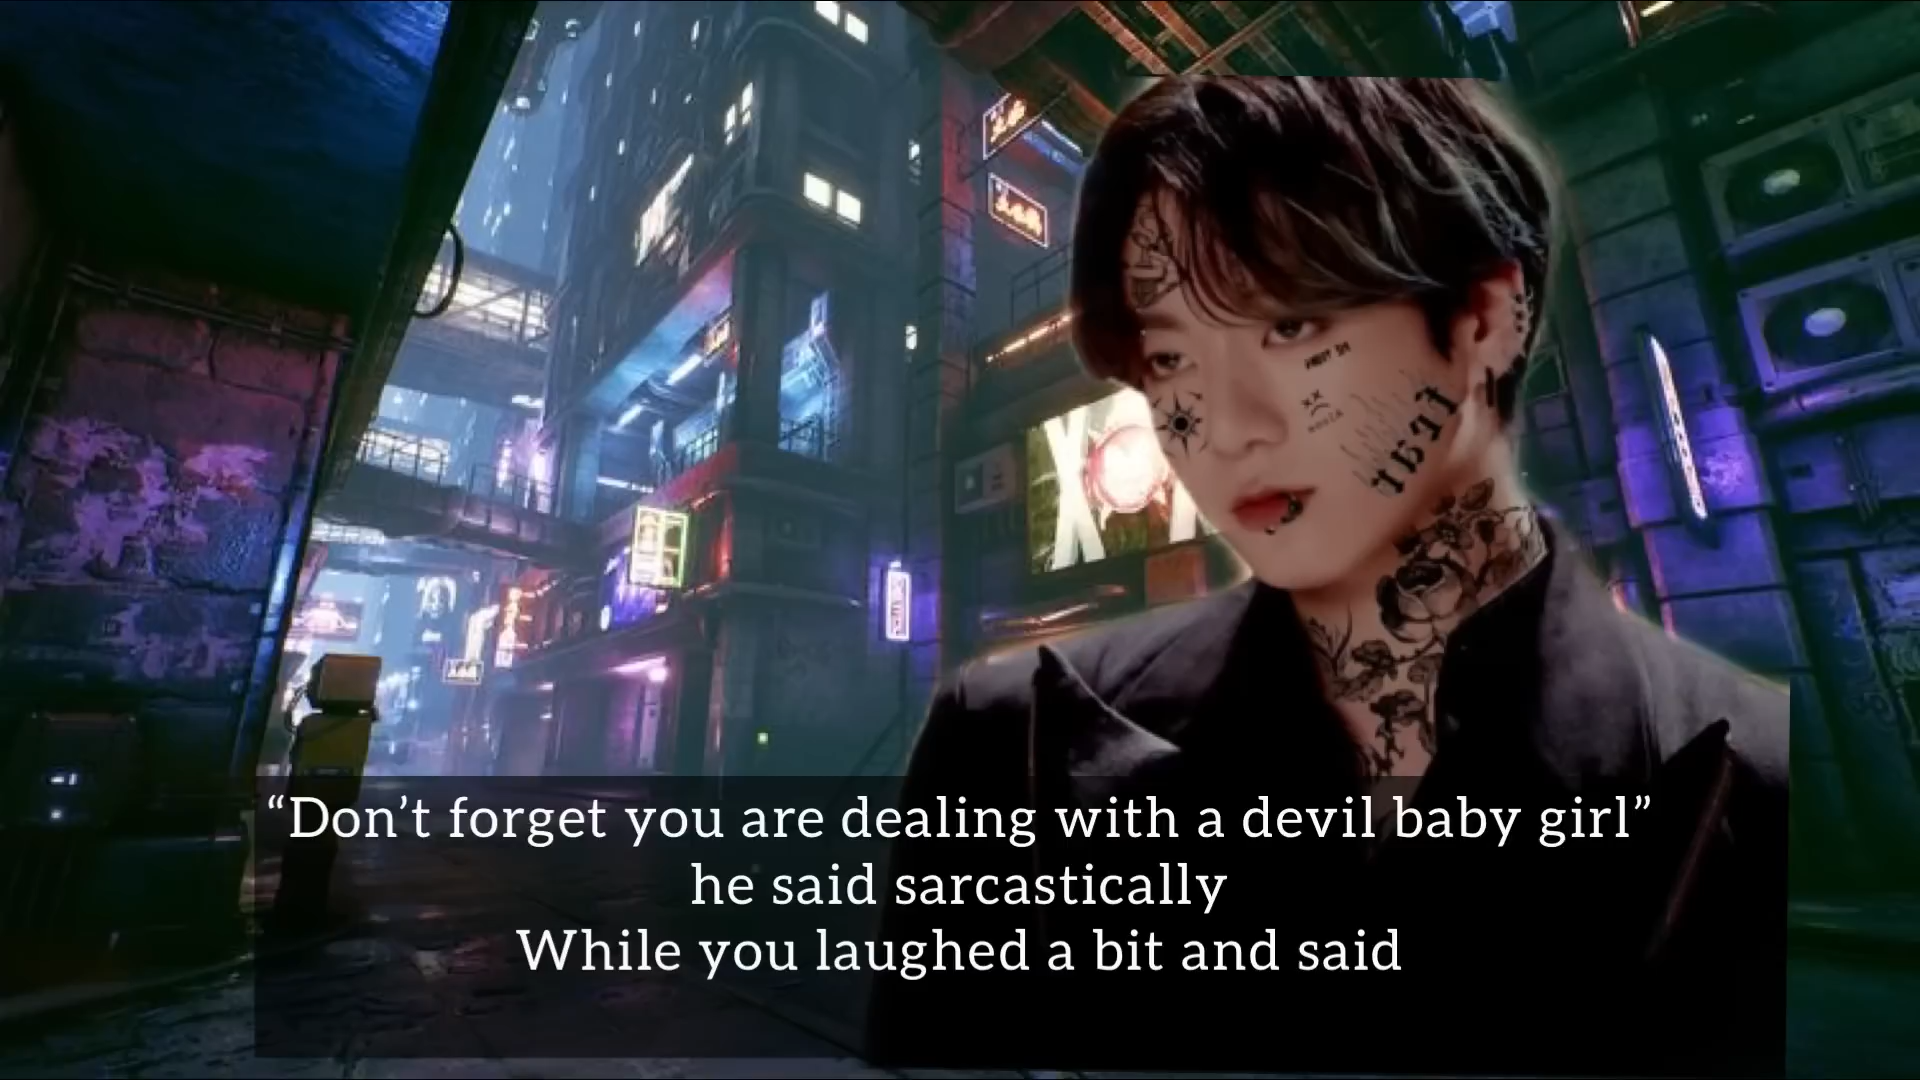 “Don’t forget you are dealing with a devil baby girl”
he said sarcastically
While you laughed a bit and said